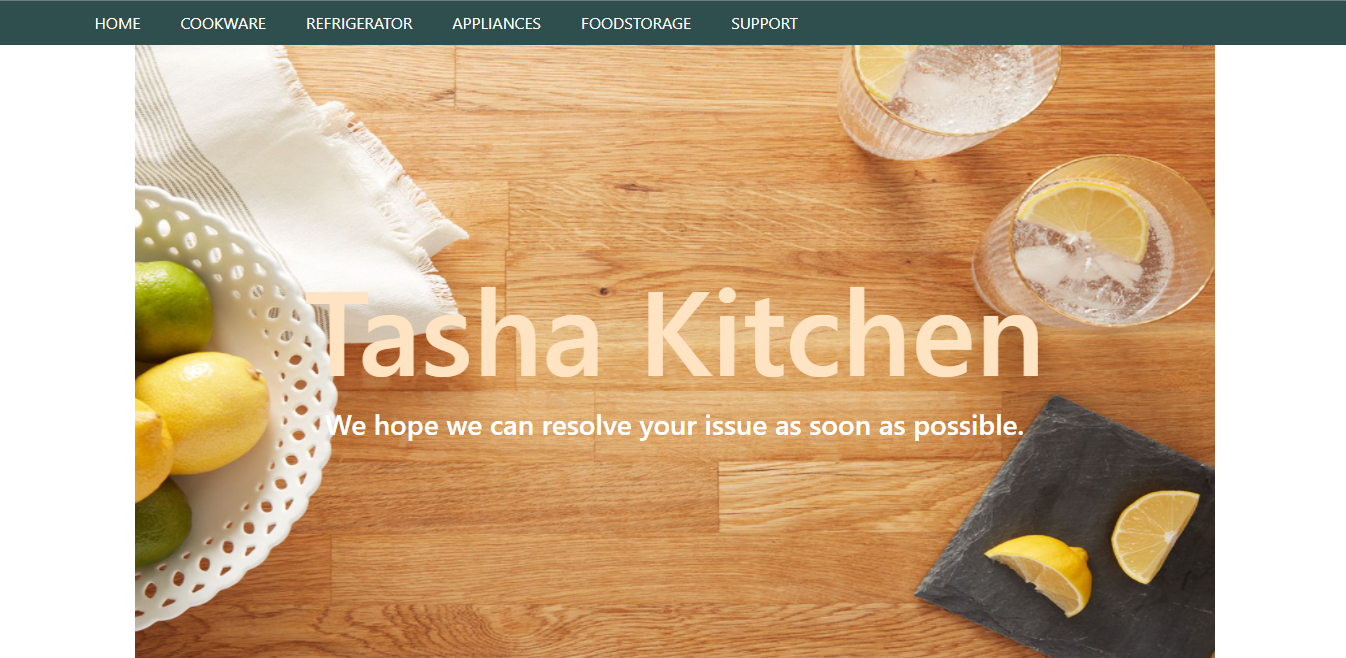 HOME COOKWARE REFRIGERATOR APPLIANCES FOODSTORAGE SUPPORT
Tasha Kitchen
We hope we can resolve your issue as soon as possible.